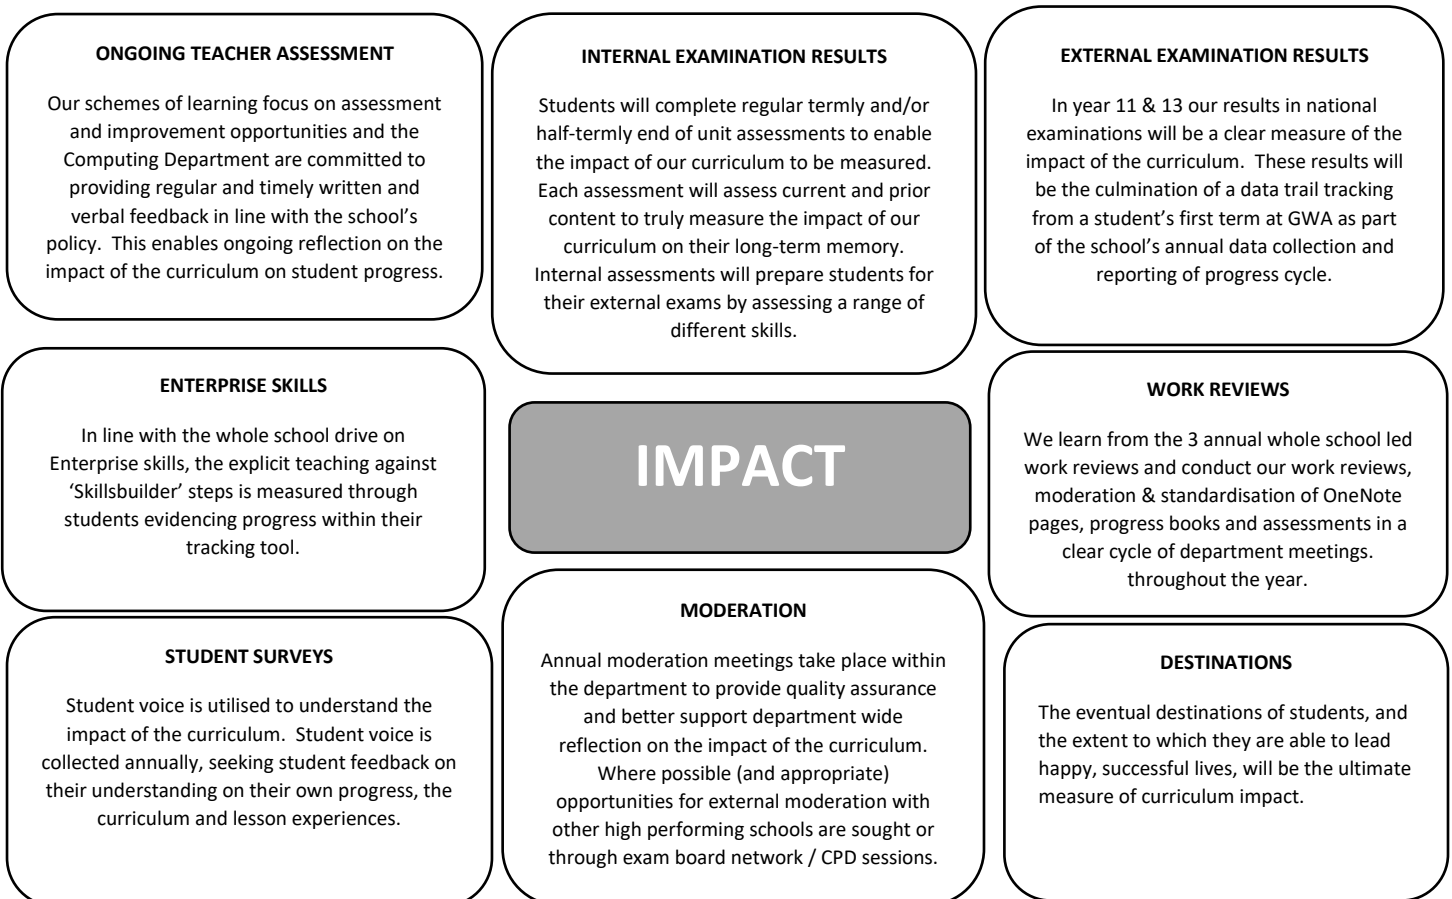 ONGOING TEACHER ASSESSMENT
Our schemes of learning focus on assessment
and improvement opportunities and the
Computing Department are committed to
providing regular and timely written and
verbal feedback in line with the school’s
policy.  This enables ongoing reflection on the
impact of the curriculum on student progress.
INTERNAL EXAMINATION RESULTS
Students will complete regular termly and/or
half-termly end of unit assessments to enable
the impact of our curriculum to be measured.
Each assessment will assess current and prior
content to truly measure the impact of our
curriculum on their long-term memory.
Internal assessments will prepare students for
their external exams by assessing a range of
different skills.
EXTERNAL EXAMINATION RESULTS
In year 11 & 13 our results in national
examinations will be a clear measure of the
impact of the curriculum.  These results will
be the culmination of a data trail tracking
from a student’s first term at GWA as part
of the school’s annual data collection and
reporting of progress cycle.
ENTERPRISE SKILLS
In line with the whole school drive on
Enterprise skills, the explicit teaching against
‘Skillsbuilder’ steps is measured through
students evidencing progress within their
tracking tool.
IMPACT
WORK REVIEWS
We learn from the 3 annual whole school led
work reviews and conduct our work reviews,
moderation & standardisation of OneNote
pages, progress books and assessments in a
clear cycle of department meetings.
throughout the year.
STUDENT SURVEYS
Student voice is utilised to understand the
impact of the curriculum.  Student voice is
collected annually, seeking student feedback on
their understanding on their own progress, the
curriculum and lesson experiences.
MODERATION
Annual moderation meetings take place within
the department to provide quality assurance
and better support department wide
reflection on the impact of the curriculum.
Where possible (and appropriate)
opportunities for external moderation with
other high performing schools are sought or
through exam board network / CPD sessions.
DESTINATIONS
The eventual destinations of students, and
the extent to which they are able to lead
happy, successful lives, will be the ultimate
measure of curriculum impact.